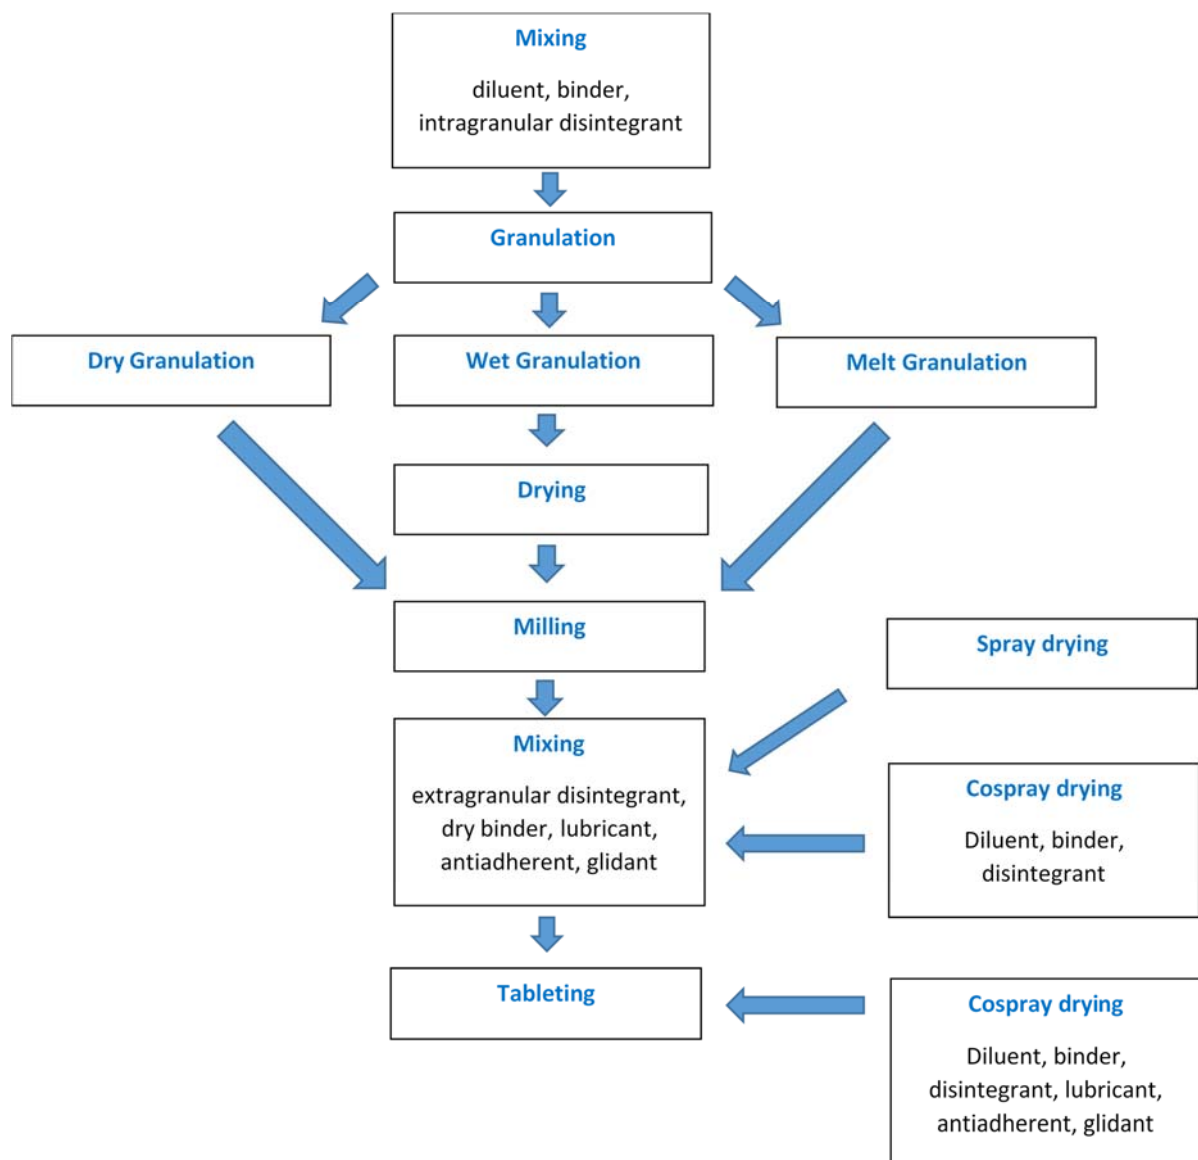 Mixing
diluent, binder,
intragranular disintegrant
Granulation
Dry Granulation
Wet Granulation
Melt Granulation
Drying
Milling
Spray drying
Mixing
extragranular disintegrant,
dry binder, lubricant,
antiadherent, glidant
Cospray drying
Diluent, binder,
disintegrant
Tableting
Cospray drying
Diluent, binder,
disintegrant, lubricant,
antiadherent, glidant